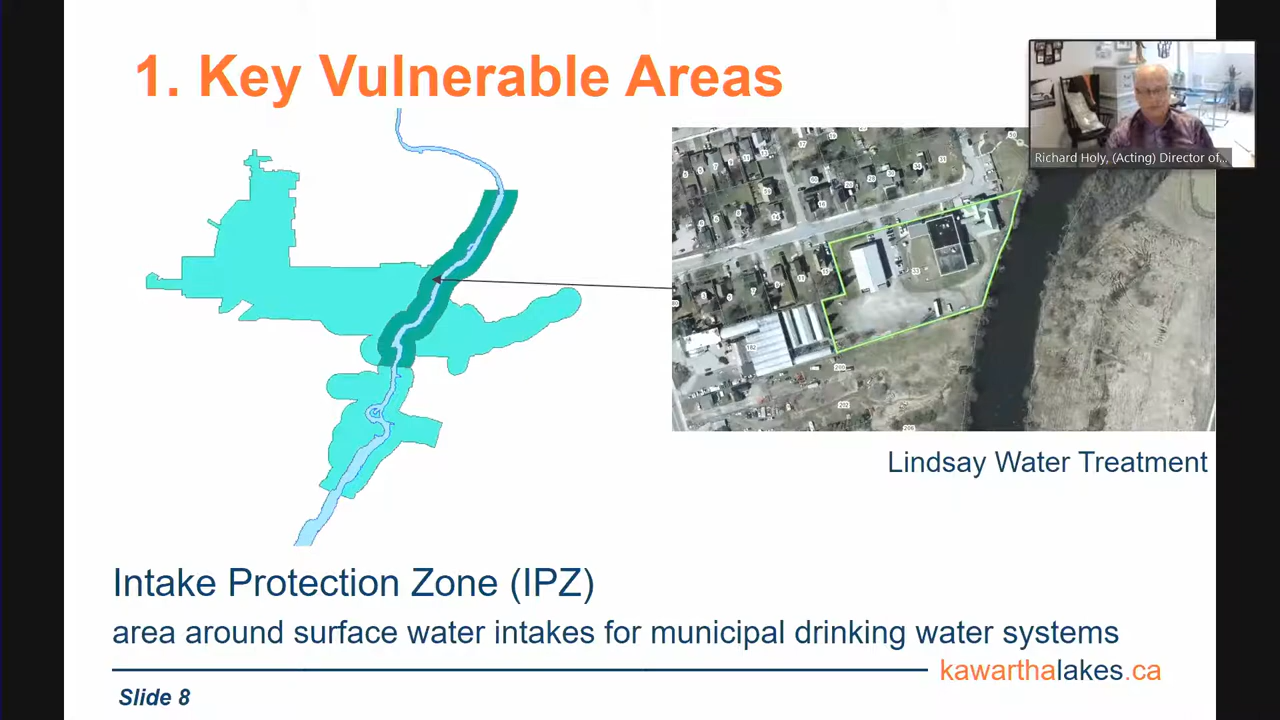 1. Key Vulnerable Areas
Richard Holy, (Acting) Director of...
Lindsay Water Treatment
Intake Protection Zone (IPZ)
area around surface water intakes for municipal drinking water systems
kawarthalakes.ca
Slide 8